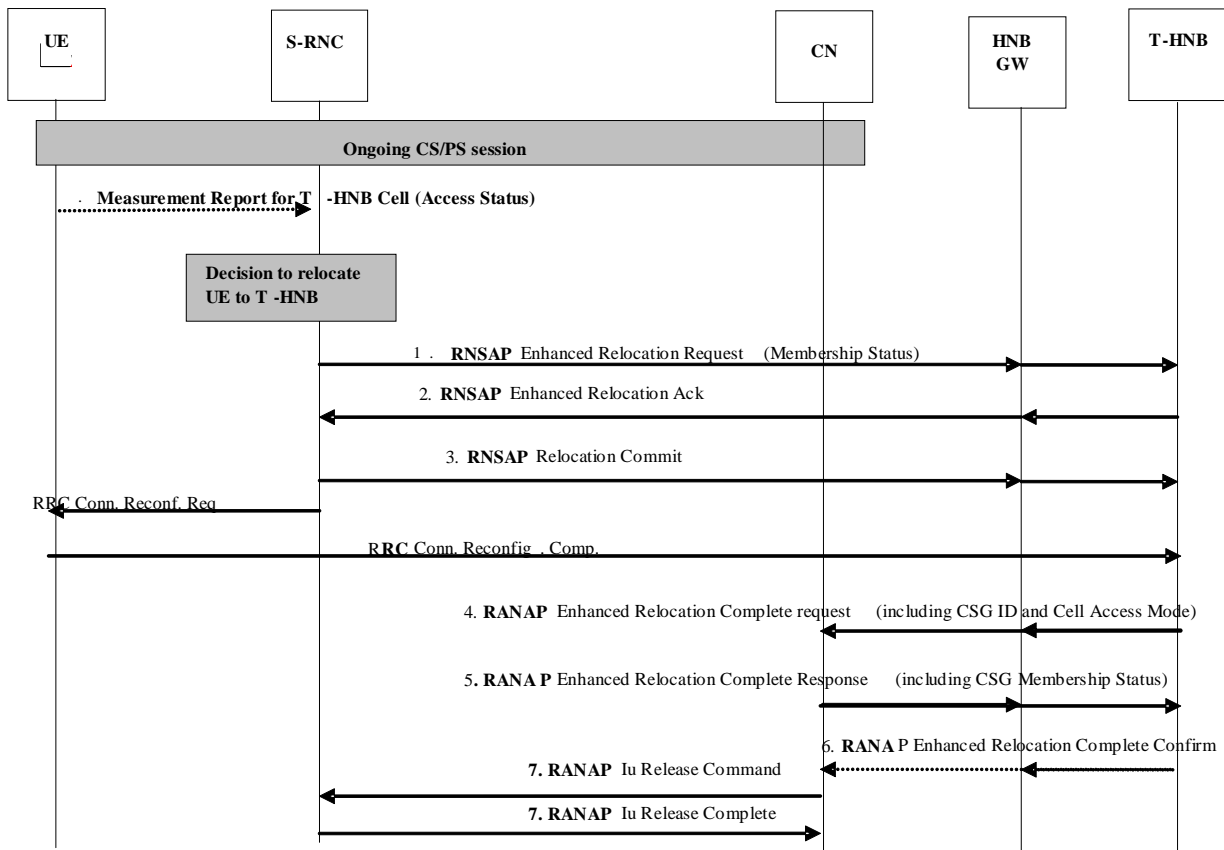 UE
S-RNC
CN
HNB
GW
T-HNB
Ongoing CS/PS session
. Measurement Report for T -HNB Cell (Access Status)
Decision to relocate
UE to T -HNB
1 . RNSAP Enhanced Relocation Request (Membership Status)
2. RNSAP Enhanced Relocation Ack
3. RNSAP Relocation Commit
RRC Conn. Reconf. Req
RRC Conn. Reconfig . Comp.
4. RANAP Enhanced Relocation Complete request (including CSG ID and Cell Access Mode)
5. RANA P Enhanced Relocation Complete Response (including CSG Membership Status)
6. RANA P Enhanced Relocation Complete Confirm
7. RANAP Iu Release Command
7. RANAP Iu Release Complete